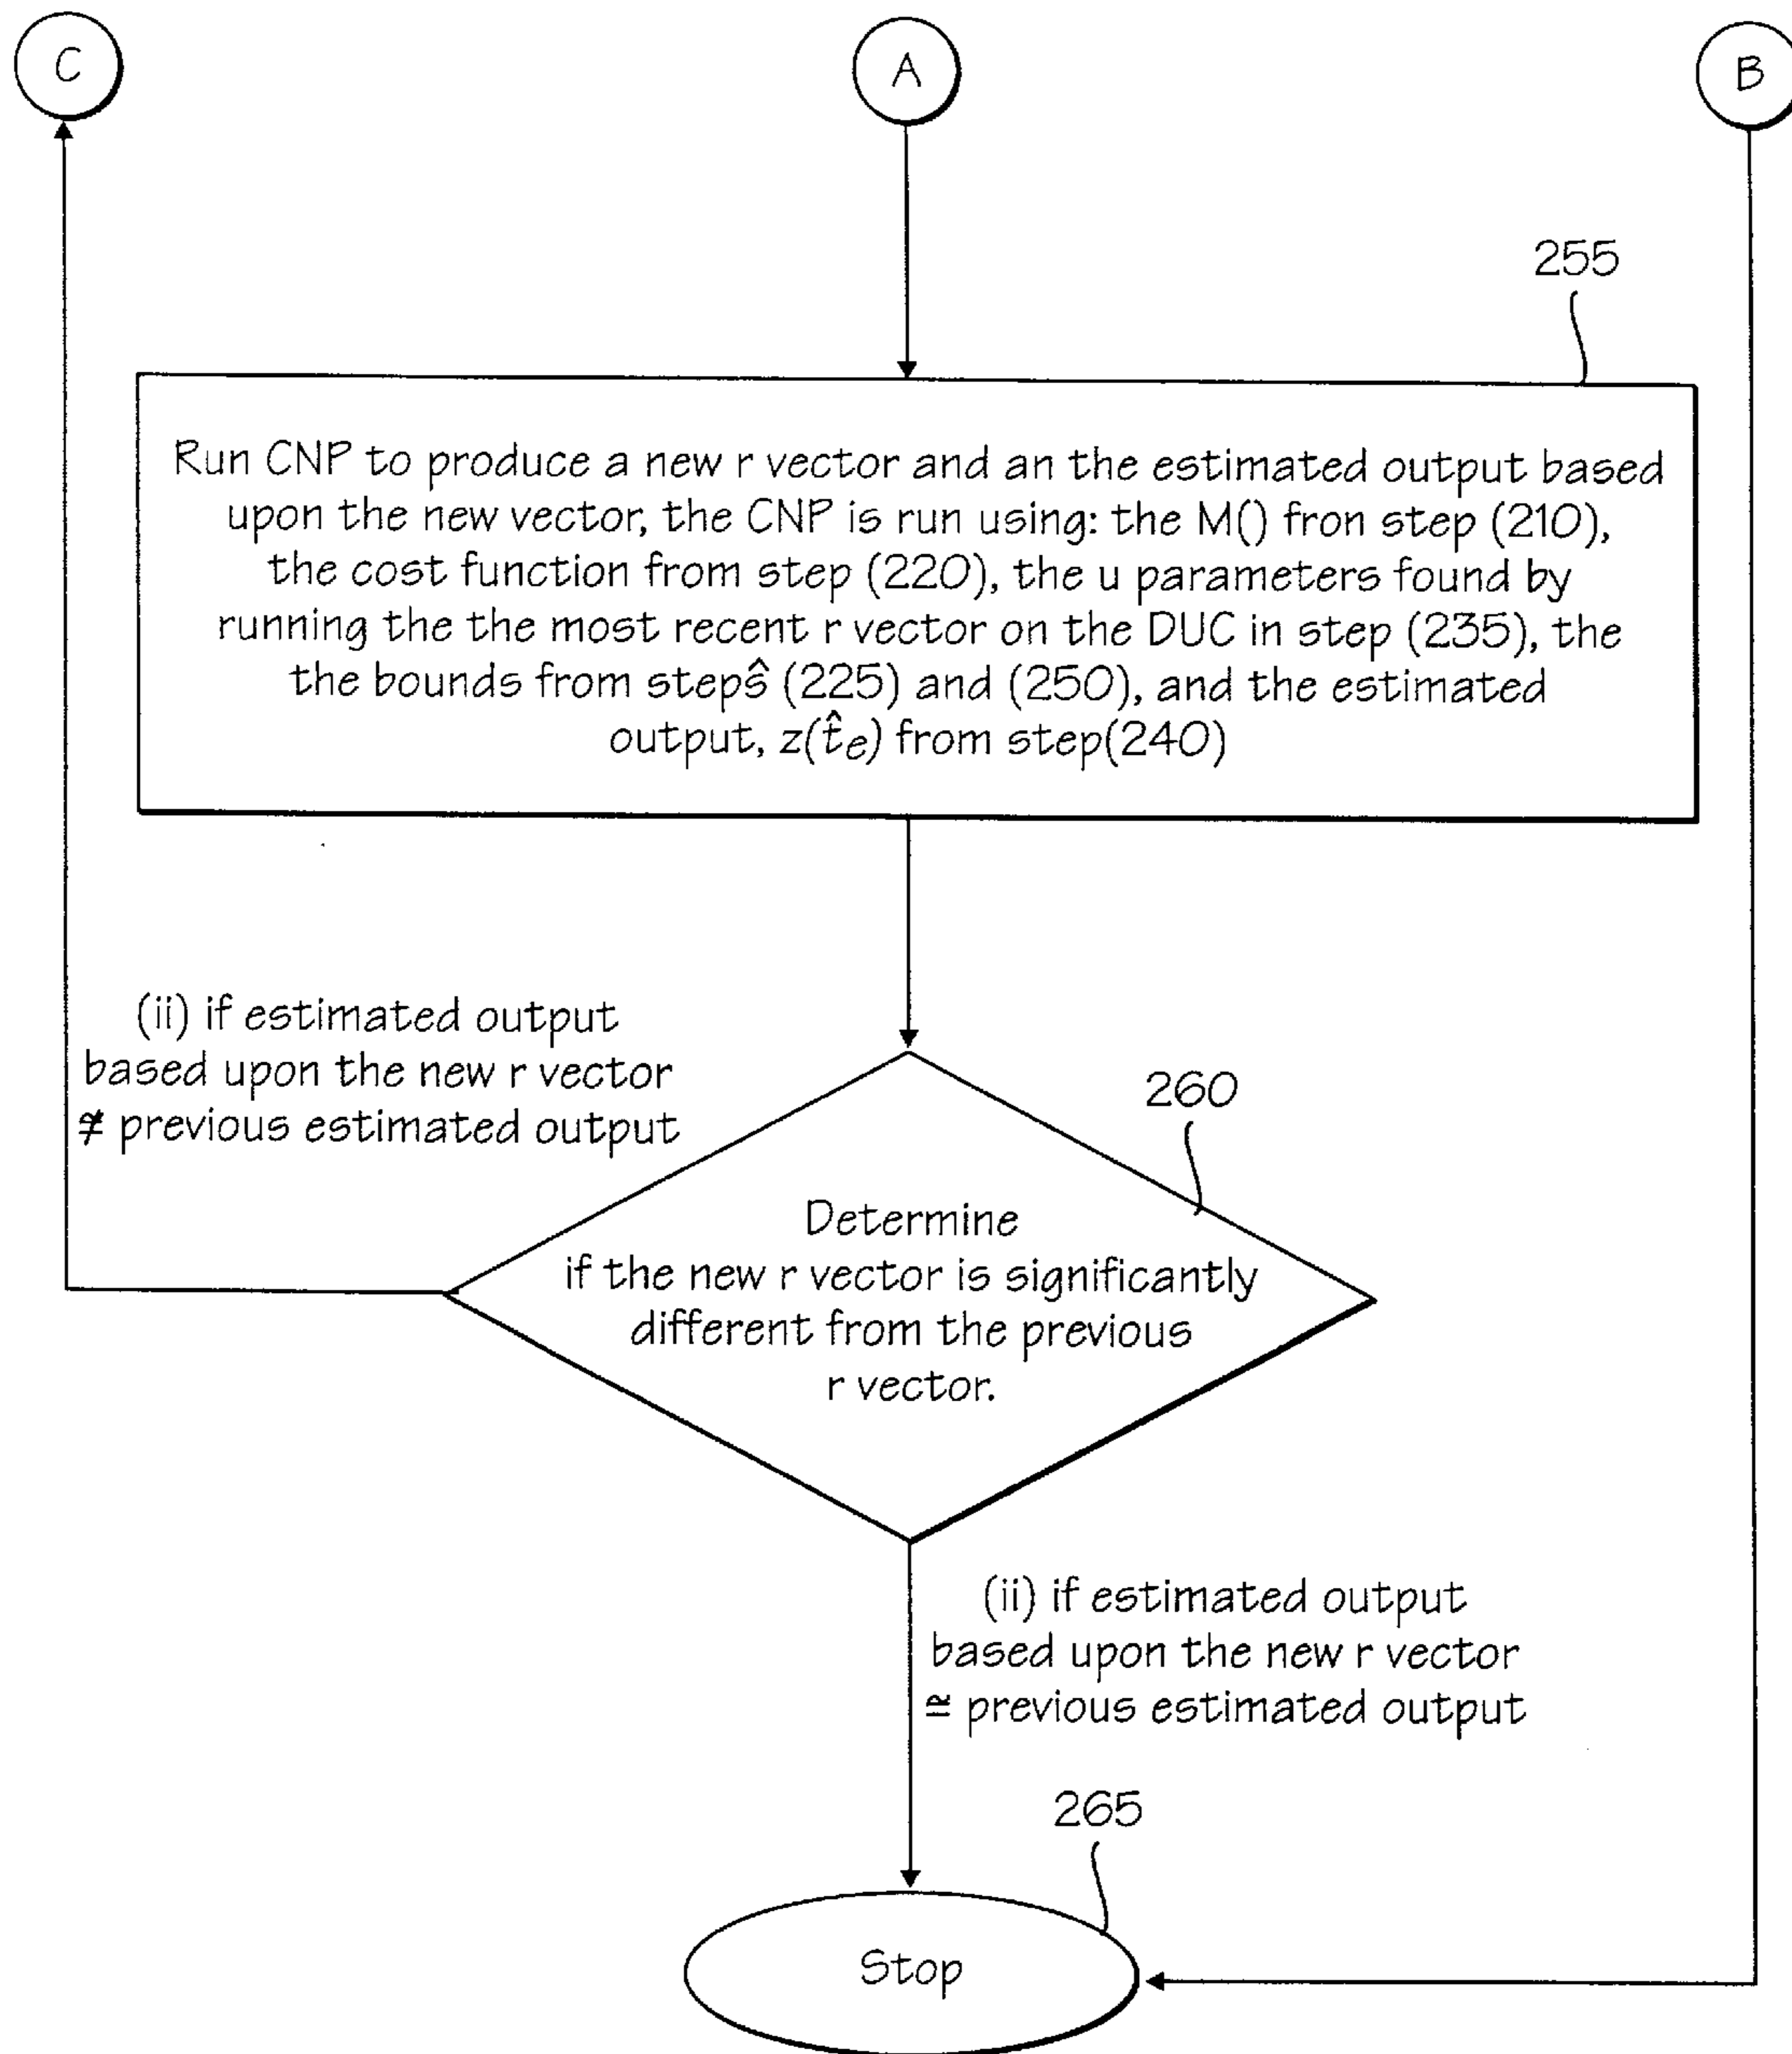 C
A
B
255
Run CNP to produce a new r vector and an the estimated output based
upon the new vector, the CNP is run using: the M() fron step (210),
the cost function from step (220), the u parameters found by
running the the most recent r vector on the DUC in step (235), the
the bounds from stepŝ (225) and (250), and the estimated
output, z(t̂e) from step(240)
(ii) if estimated output
based upon the new r vector
≇ previous estimated output
260
Determine
if the new r vector is significantly
different from the previous
r vector.
(ii) if estimated output
based upon the new r vector
≅ previous estimated output
265
Stop